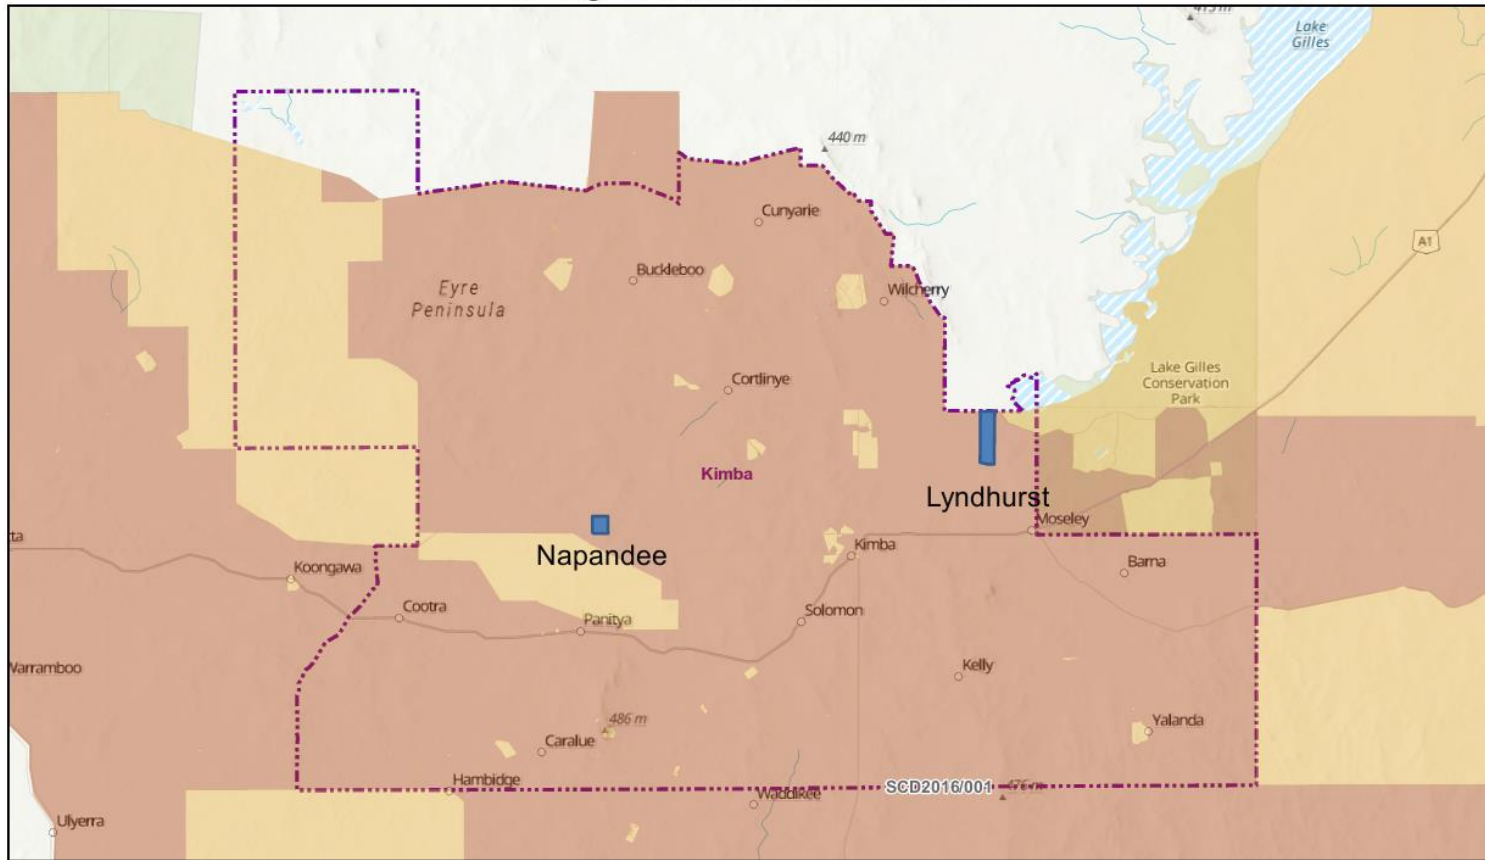 Lake
Gilles
440 m
Cunyarie
A1
Buckleboo
Eyre
Peninsula
Wilcherry
Cortlinye
Lake Gilles
Conservation
Park
Kimba
Lyndhurst
Moseley
Napandee
Kimba
Koongawa
Barna
Cootra
Solomon
Panitya
Warramboo
Kelly
486 m
Yalanda
Caralue
Hambidge
SCD2016/001
476 m
Waddikee
Ulyerra